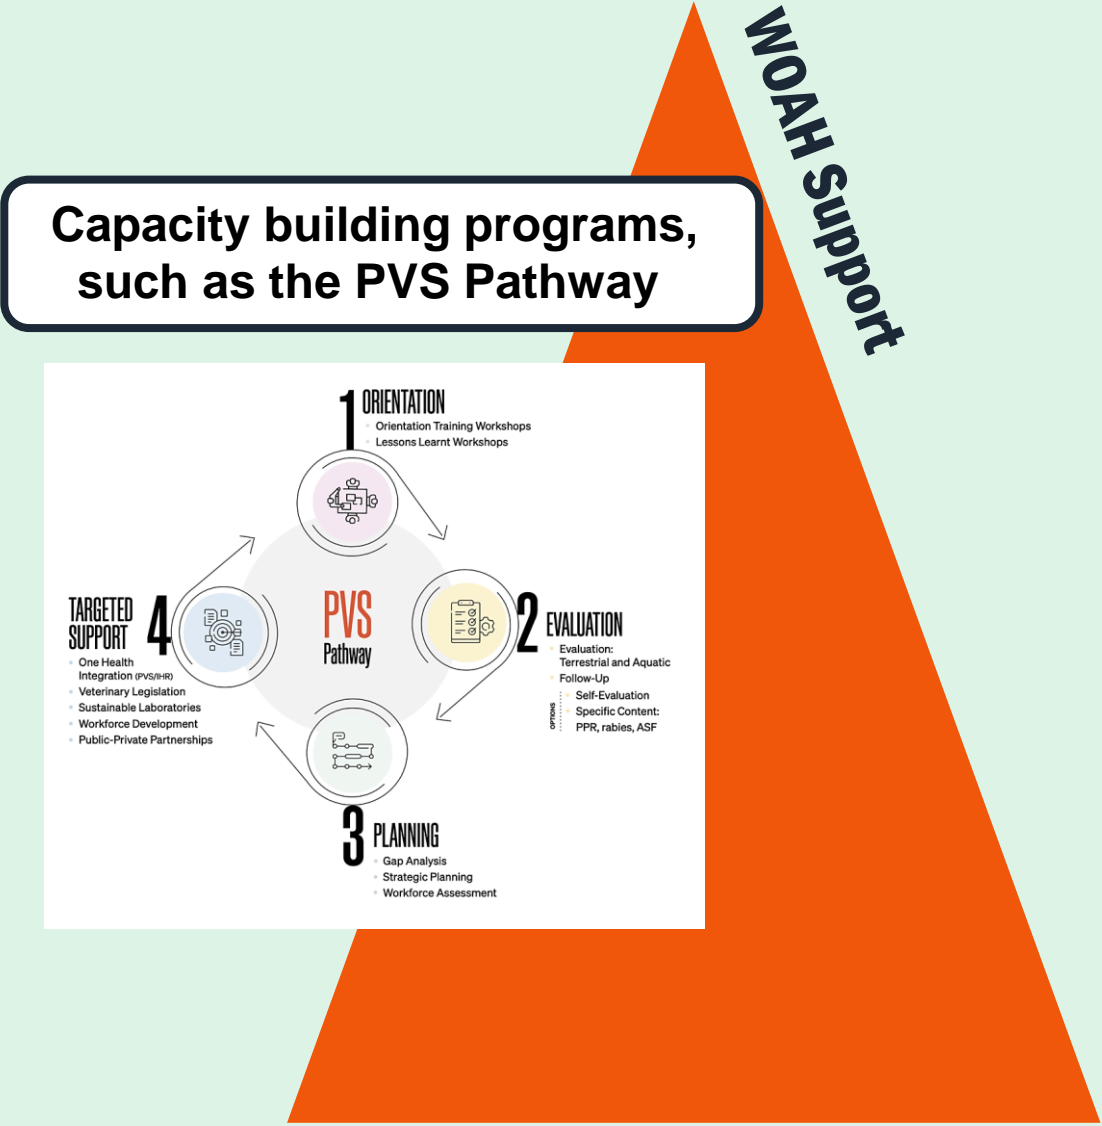 WOAH Support
Capacity building programs,
such as the PVS Pathway
1 ORIENTATION
Orientation Training Workshops
Lessons Learnt Workshops
PVS
Pathway
2 EVALUATION
Evaluation:
Terrestrial and Aquatic
Follow-Up
OPTIONS
Self-Evaluation
Specific Content:
PPR, rabies, ASF
3 PLANNING
Gap Analysis
Strategic Planning
Workforce Assessment
TARGETED
SUPPORT 4
One Health
Integration (PVS/IHR)
Veterinary Legislation
Sustainable Laboratories
Workforce Development
Public-Private Partnerships